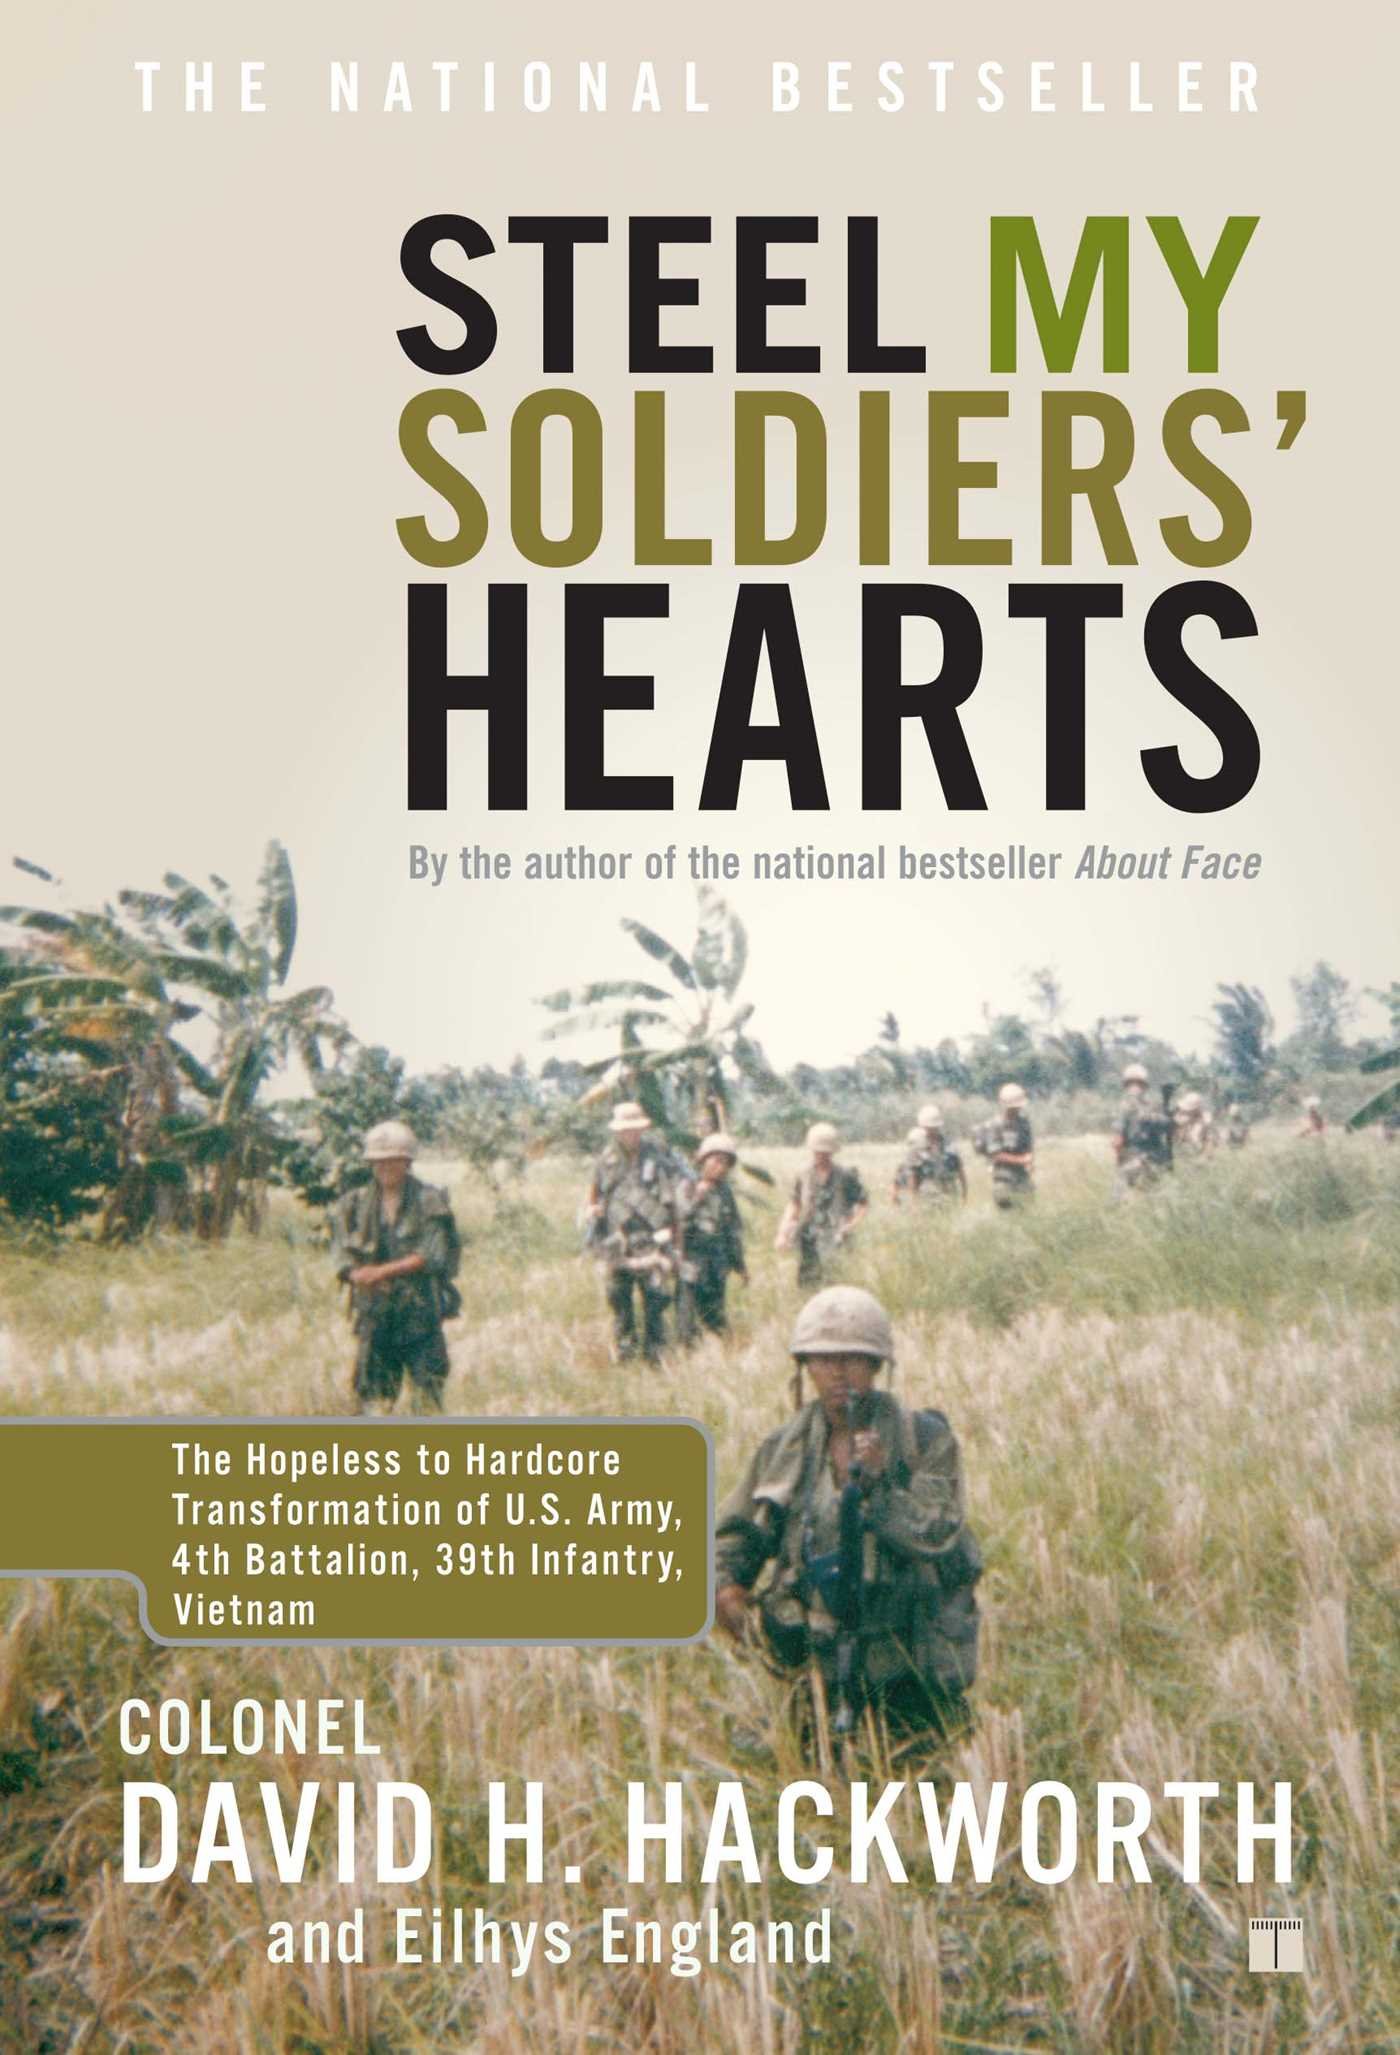 THE NATIONAL BESTSELLER
STEEL MY
SOLDIERS’
HEARTS
By the author of the national bestseller About Face
The Hopeless to Hardcore
Transformation of U.S. Army,
4th Battalion, 39th Infantry,
Vietnam
COLONEL
DAVID H. HACKWORTH
and Eilhys England
T